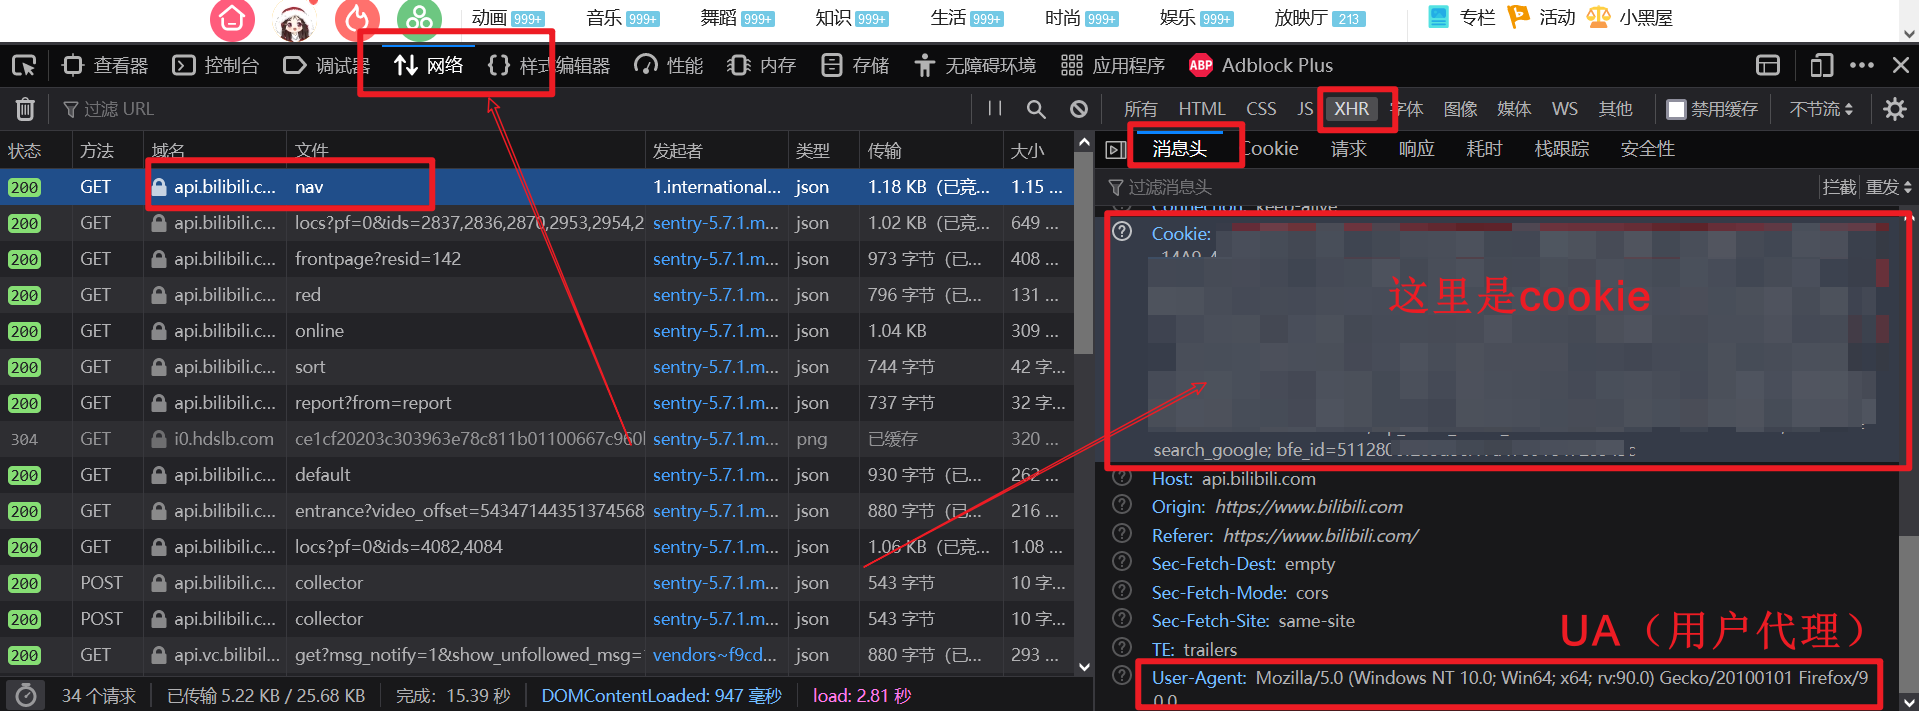 动画 999+ 音乐 999+ 舞蹈 999+ 知识 999+ 生活 999+ 时尚 999+ 娱乐 999+ 放映厅 213 专栏 活动 小黑屋
查看器 控制台 调试器 网络 样式编辑器 性能 内存 存储 无障碍环境 应用程序 ABP Adblock Plus
过滤 URL 所有 HTML CSS JS XHR 字体 图像 媒体 WS 其他 禁用缓存 不节流
状态 方法 域名 文件 发起者 类型 传输 大小
200 GET api.bilibili.c... nav 1.international... json 1.18 KB (已竞... 1.15 ...
200 GET api.bilibili.c... locs?pf=0&ids=2837,2836,2870,2953,2954,2 sentry-5.7.1.m... json 1.02 KB (已竞... 649 ...
200 GET api.bilibili.c... frontpage?resid=142 sentry-5.7.1.m... json 973 字节 (已... 408 ...
200 GET api.bilibili.c... red sentry-5.7.1.m... json 796 字节 (已... 131 ...
200 GET api.bilibili.c... online sentry-5.7.1.m... json 1.04 KB 309 ...
200 GET api.bilibili.c... sort sentry-5.7.1.m... json 744 字节 42 字...
200 GET api.bilibili.c... report?from=report sentry-5.7.1.m... json 737 字节 32 字...
304 GET i0.hdslb.com ce1cf20203c303963e78c811b01100667c960 sentry-5.7.1.m... png 已缓存 320 ...
200 GET api.bilibili.c... default sentry-5.7.1.m... json 930 字节 (已... 262 ...
200 GET api.bilibili.c... entrance?video_offset=54347144351374568 sentry-5.7.1.m... json 880 字节 (已... 216 ...
200 GET api.bilibili.c... locs?pf=0&ids=4082,4084 sentry-5.7.1.m... json 1.06 KB (已竞... 1.08 ...
200 POST api.bilibili.c... collector sentry-5.7.1.m... json 543 字节 10 字...
200 POST api.bilibili.c... collector sentry-5.7.1.m... json 543 字节 10 字...
200 GET api.vc.bilibil... get?msg_notify=1&show_unfollowed_msg= vendors~f9cd... json 880 字节 (已... 293 ...
34 个请求 已传输 5.22 KB / 25.68 KB 完成: 15.39 秒 DOMContentLoaded: 947 毫秒 load: 2.81 秒
消息头 Cookie 请求 响应 耗时 栈跟踪 安全性
过滤消息头 拦截 重发
Connection: keep-alive
Cookie:
这里是cookie
search_google; bfe_id=511280
Host: api.bilibili.com
Origin: https://www.bilibili.com
Referer: https://www.bilibili.com/
Sec-Fetch-Dest: empty
Sec-Fetch-Mode: cors
Sec-Fetch-Site: same-site
UA（用户代理）
TE: trailers
User-Agent: Mozilla/5.0 (Windows NT 10.0; Win64; x64; rv:90.0) Gecko/20100101 Firefox/9
0.0